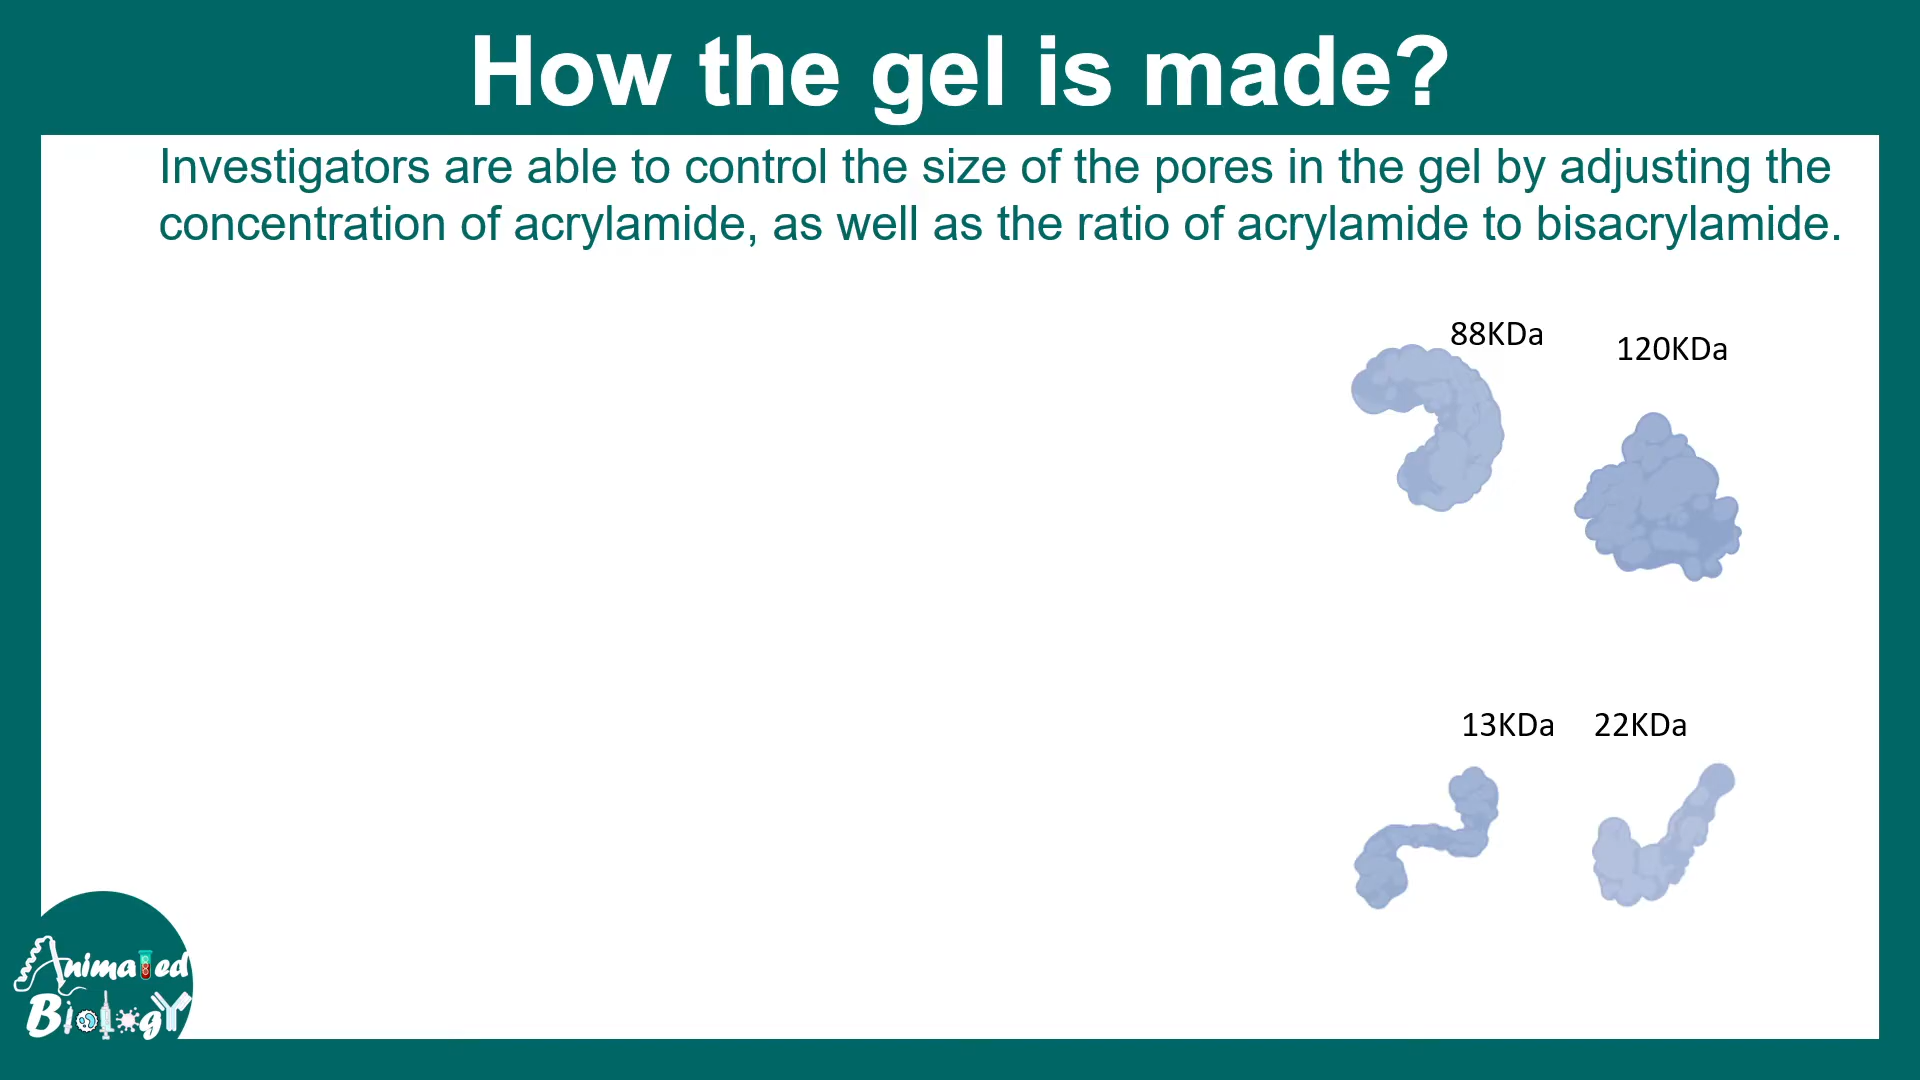 How the gel is made?
Investigators are able to control the size of the pores in the gel by adjusting the
concentration of acrylamide, as well as the ratio of acrylamide to bisacrylamide.
88KDa
120KDa
13KDa 22KDa
Animated
Biology